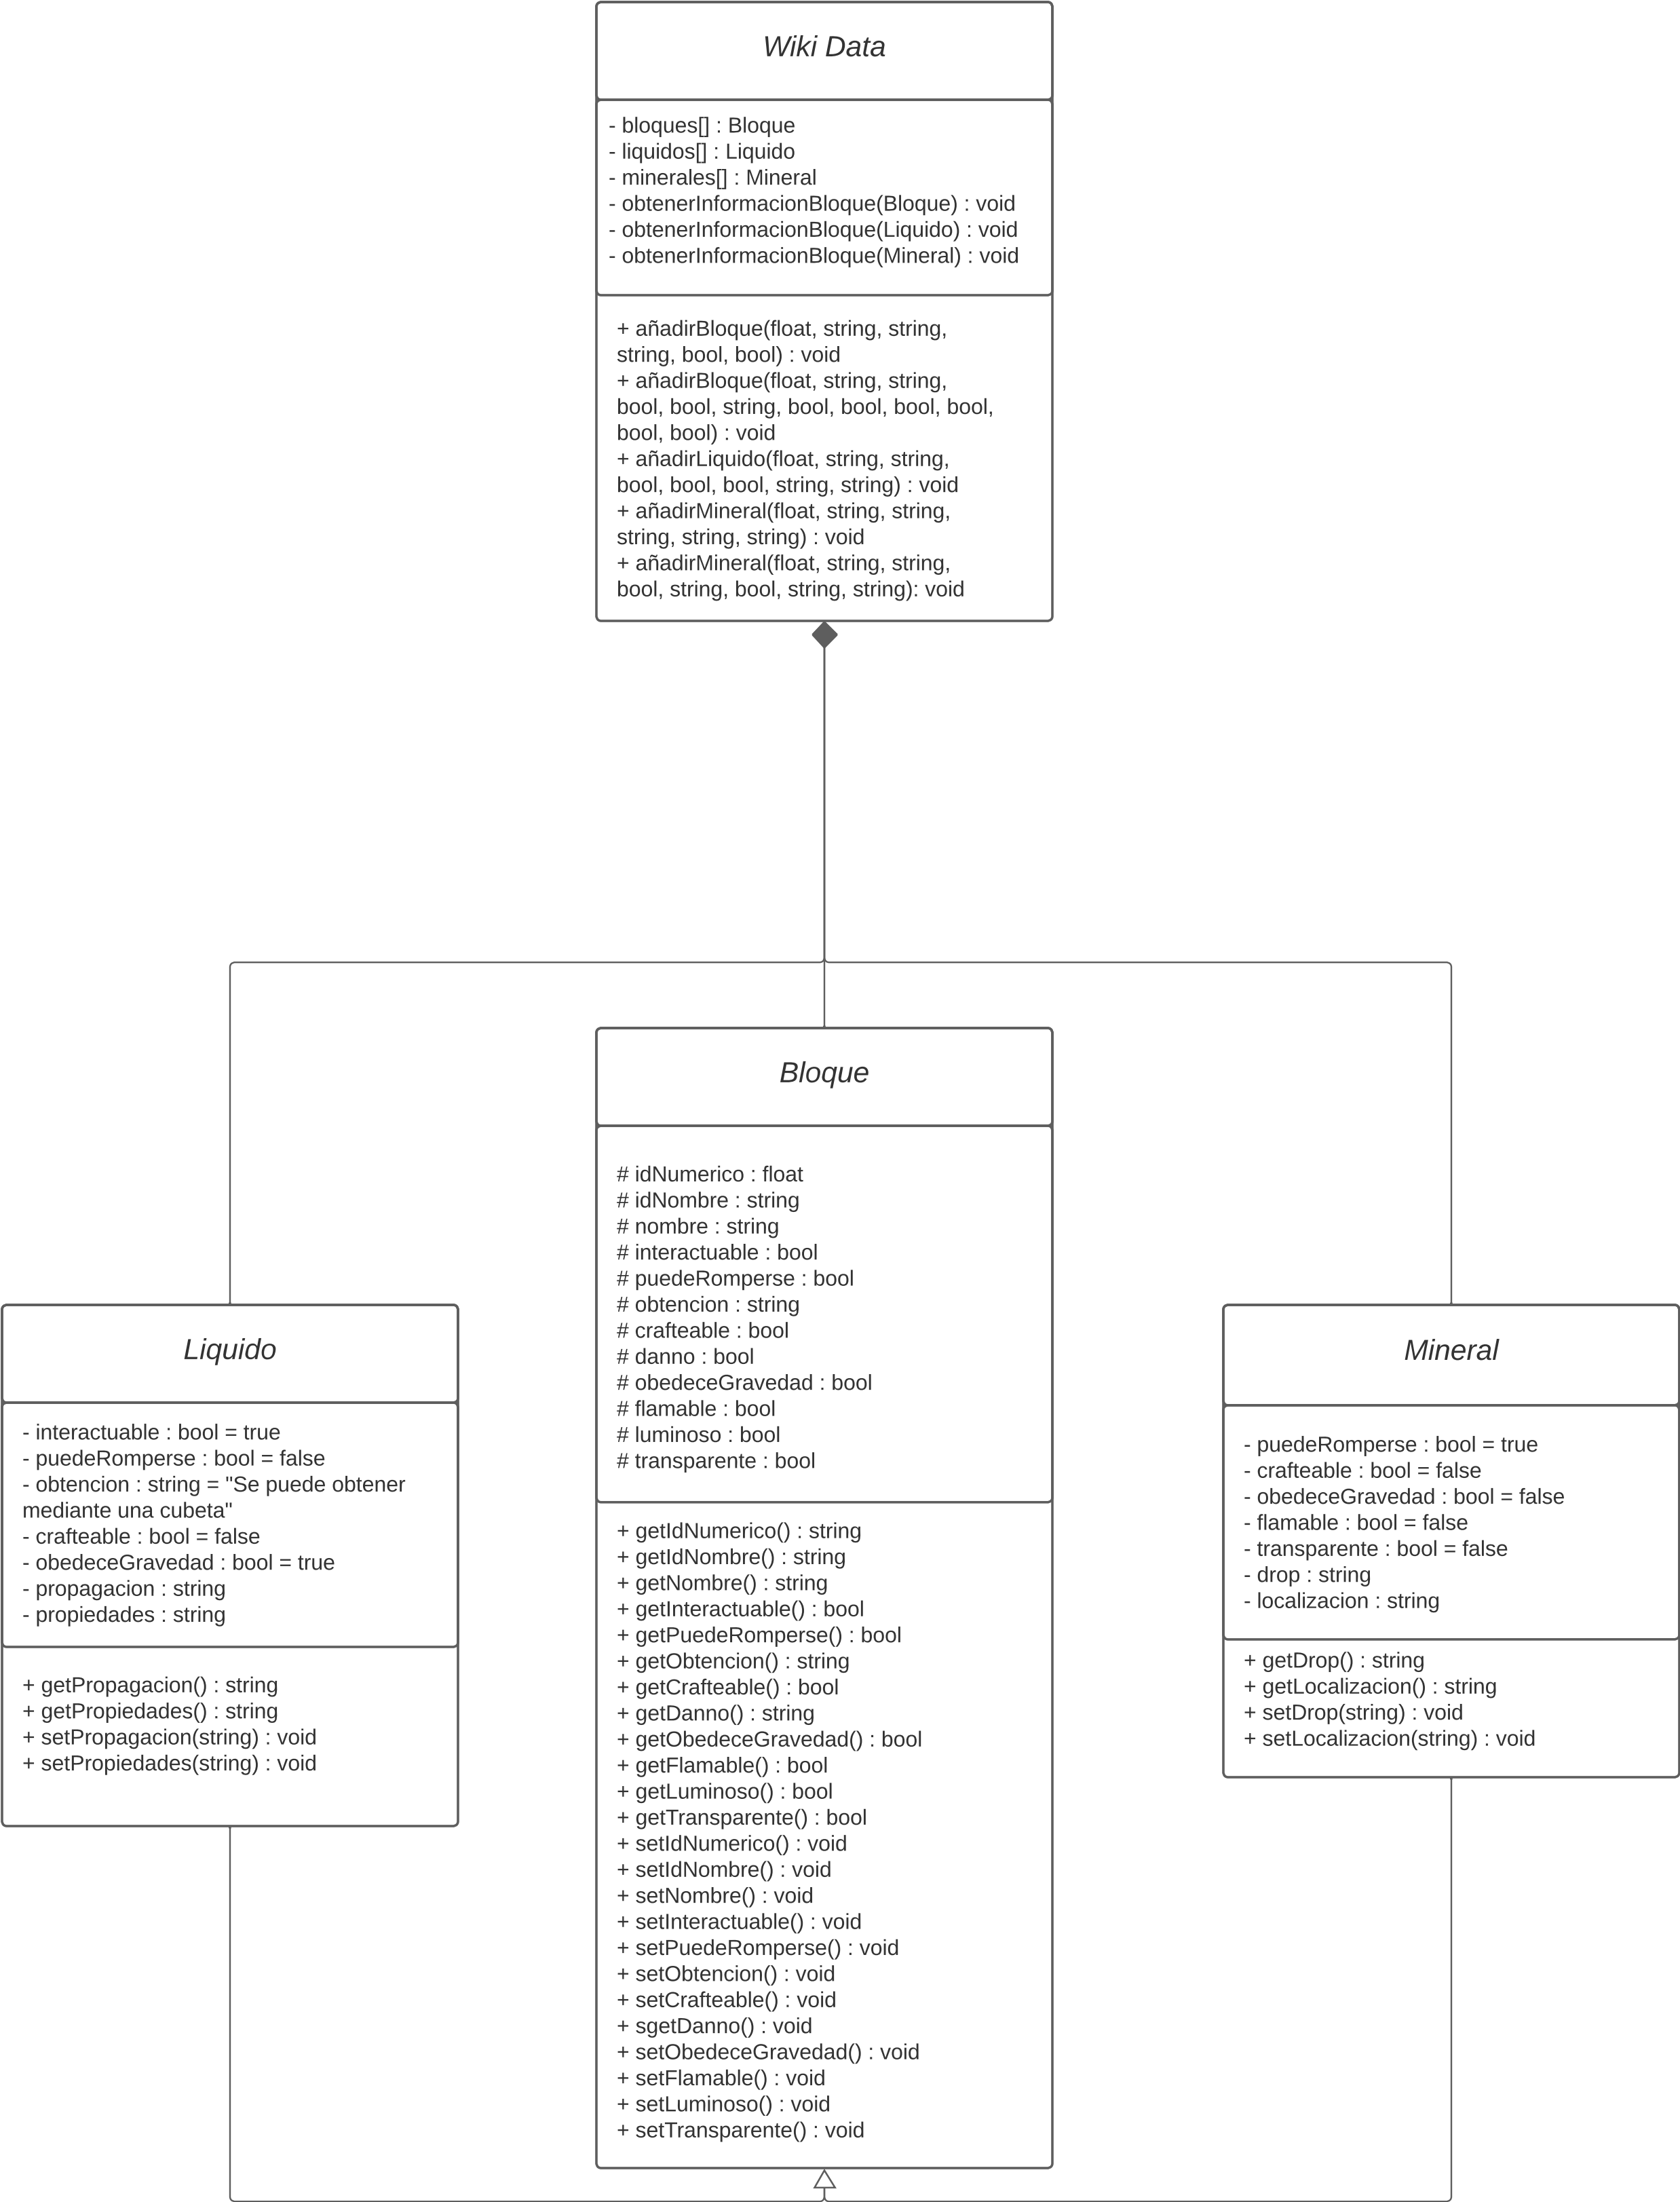 Wiki Data
- bloques[] : Bloque
- liquidos[] : Liquido
- minerales[] : Mineral
- obtenerInformacionBloque(Bloque) : void
- obtenerInformacionBloque(Liquido) : void
- obtenerInformacionBloque(Mineral) : void
+ añadirBloque(float, string, string,
string, bool, bool) : void
+ añadirBloque(float, string, string,
bool, bool, string, bool, bool, bool, bool,
bool, bool) : void
+ añadirLiquido(float, string, string,
bool, bool, bool, string, string) : void
+ añadirMineral(float, string, string,
string, string, string) : void
+ añadirMineral(float, string, string,
bool, string, bool, string, string): void
Bloque
# idNumerico : float
# idNombre : string
# nombre : string
# interactuable : bool
# puedeRomperse : bool
# obtencion : string
# crafteable : bool
# danno : bool
# obedeceGravedad : bool
# flamable : bool
# luminoso : bool
# transparente : bool
+ getIdNumerico() : string
+ getIdNombre() : string
+ getNombre() : string
+ getInteractuable() : bool
+ getPuedeRomperse() : bool
+ getObtencion() : string
+ getCrafteable() : bool
+ getDanno() : string
+ getObedeceGravedad() : bool
+ getFlamable() : bool
+ getLuminoso() : bool
+ getTransparente() : bool
+ setIdNumerico() : void
+ setIdNombre() : void
+ setNombre() : void
+ setInteractuable() : void
+ setPuedeRomperse() : void
+ setObtencion() : void
+ setCrafteable() : void
+ sgetDanno() : void
+ setObedeceGravedad() : void
+ setFlamable() : void
+ setLuminoso() : void
+ setTransparente() : void
Liquido
- interactuable : bool = true
- puedeRomperse : bool = false
- obtencion : string = "Se puede obtener
mediante una cubeta"
- crafteable : bool = false
- obedeceGravedad : bool = true
- propagacion : string
- propiedades : string
+ getPropagacion() : string
+ getPropiedades() : string
+ setPropagacion(string) : void
+ setPropiedades(string) : void
Mineral
- puedeRomperse : bool = true
- crafteable : bool = false
- obedeceGravedad : bool = false
- flamable : bool = false
- transparente : bool = false
- drop : string
- localizacion : string
+ getDrop() : string
+ getLocalizacion() : string
+ setDrop(string) : void
+ setLocalizacion(string) : void